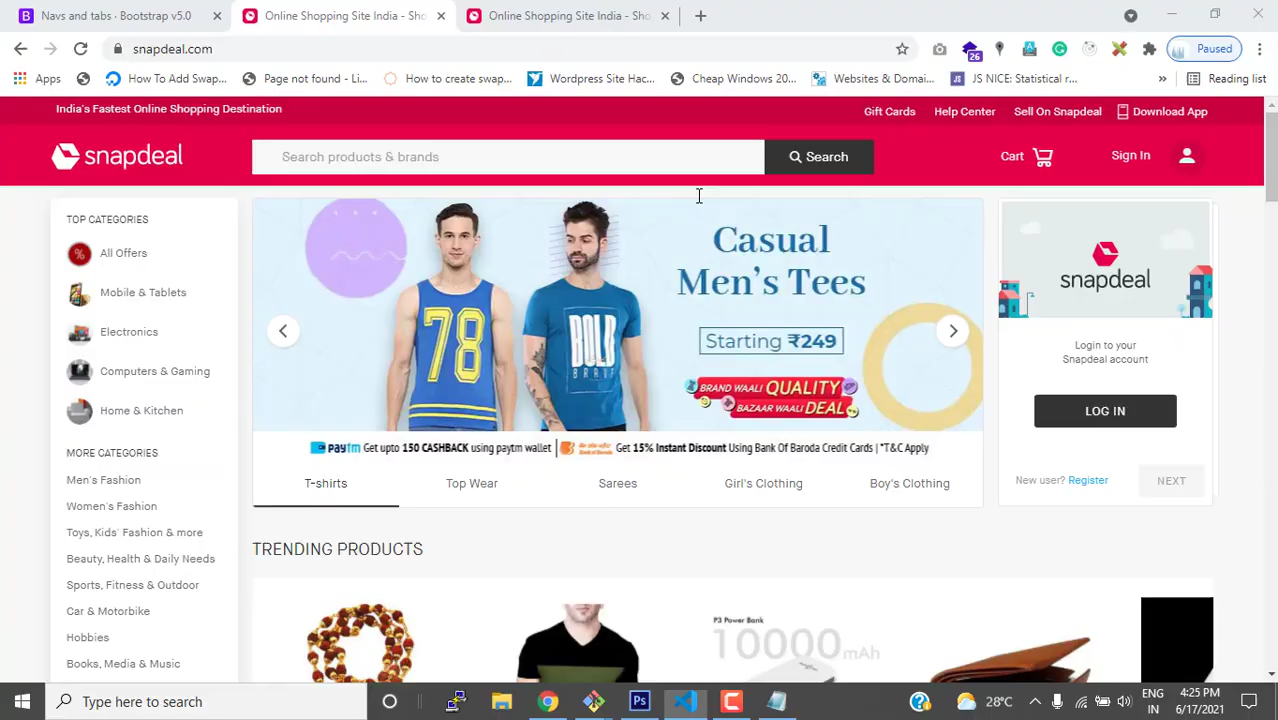 Navs and tabs · Bootstrap v5.0
Online Shopping Site India - Sho
Online Shopping Site India - Sho
snapdeal.com
26
Paused
Apps
How To Add Swap...
Page not found - Li...
How to create swap...
Wordpress Site Hac...
Cheap Windows 20...
Websites & Domai...
JS NICE: Statistical r...
»
Reading list
India's Fastest Online Shopping Destination
Gift Cards
Help Center
Sell On Snapdeal
Download App
snapdeal
Search products & brands
Search
Cart
Sign In
TOP CATEGORIES
All Offers
Mobile & Tablets
Electronics
Computers & Gaming
Home & Kitchen
MORE CATEGORIES
Men's Fashion
Women's Fashion
Toys, Kids' Fashion & more
Beauty, Health & Daily Needs
Sports, Fitness & Outdoor
Car & Motorbike
Hobbies
Books, Media & Music
78
BOLD
BRAVE
Casual
Men's Tees
Starting ₹249
BRAND WAALI QUALITY
BAZAAR WAALI DEAL
paytm Get upto 150 CASHBACK using paytm wallet | Get 15% Instant Discount Using Bank Of Baroda Credit Cards | *T&C Apply
T-shirts
Top Wear
Sarees
Girl's Clothing
Boy's Clothing
snapdeal
Login to your
Snapdeal account
LOG IN
New user? Register
NEXT
TRENDING PRODUCTS
P3 Power Bank
10000
mAh
Type here to search
Ps
28°C
ENG
IN
4:25 PM
6/17/2021